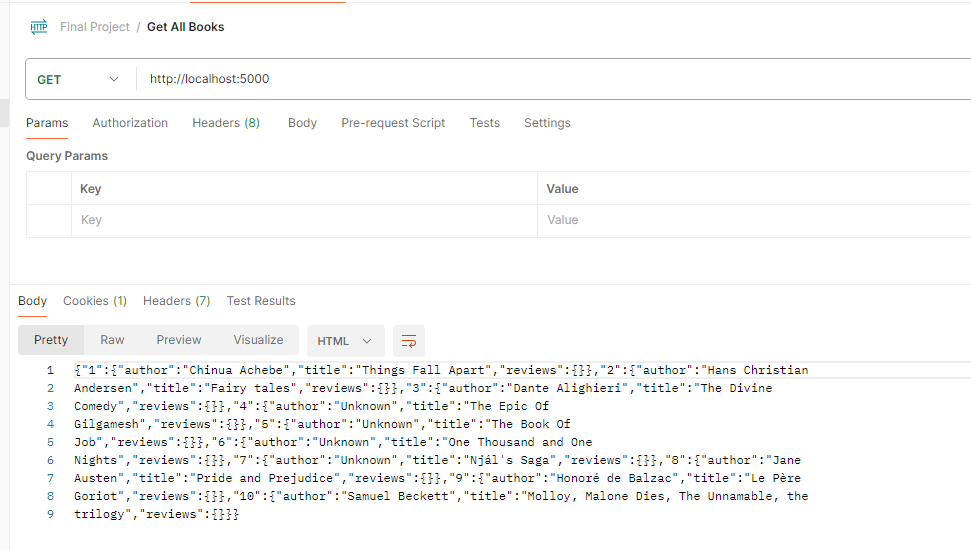 HTTP Final Project / Get All Books
GET http://localhost:5000
Params Authorization Headers (8) Body Pre-request Script Tests Settings
Query Params
Key Value
Key Value
Body Cookies (1) Headers (7) Test Results
Pretty Raw Preview Visualize HTML
1 {"1":{"author":"Chinua Achebe","title":"Things Fall Apart","reviews":{}},"2":{"author":"Hans Christian
2 Andersen","title":"Fairy tales","reviews":{}},"3":{"author":"Dante Alighieri","title":"The Divine
3 Comedy","reviews":{}},"4":{"author":"Unknown","title":"The Epic Of
4 Gilgamesh","reviews":{}},"5":{"author":"Unknown","title":"The Book Of
5 Job","reviews":{}},"6":{"author":"Unknown","title":"One Thousand and One
6 Nights","reviews":{}},"7":{"author":"Unknown","title":"Njál's Saga","reviews":{}},"8":{"author":"Jane
7 Austen","title":"Pride and Prejudice","reviews":{}},"9":{"author":"Honoré de Balzac","title":"Le Père
8 Goriot","reviews":{}},"10":{"author":"Samuel Beckett","title":"Molloy, Malone Dies, The Unnamable, the
9 trilogy","reviews":{}}}